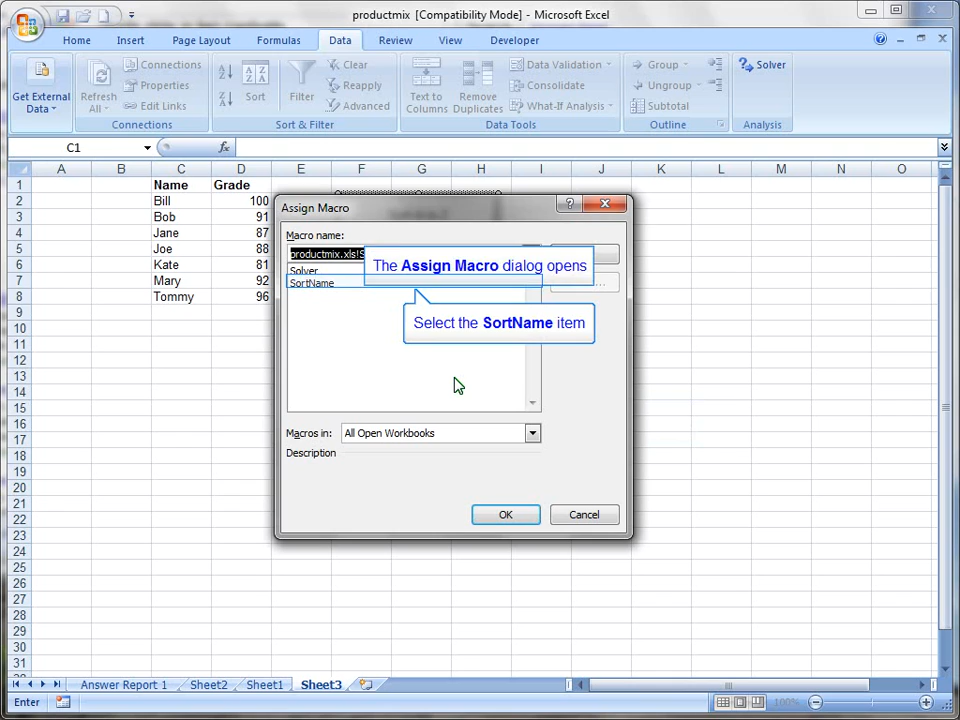 productmix [Compatibility Mode] - Microsoft Excel
Home Insert Page Layout Formulas Data Review View Developer
Get External Data
Refresh All
Connections
Properties
Edit Links
Connections
Sort
Filter
Clear
Reapply
Advanced
Sort & Filter
Text to Columns
Remove Duplicates
Data Validation
Consolidate
What-If Analysis
Data Tools
Group
Ungroup
Subtotal
Outline
Solver
Analysis
C1 fx
A B C D E F G H I J K L M N O
1 Name Grade
2 Bill 100
3 Bob 91
4 Jane 87
5 Joe 88
6 Kate 81
7 Mary 92
8 Tommy 96
9
10
11
12
13
14
15
16
17
18
19
20
21
22
23
24
25
26
27
28
29
30
31
Assign Macro
Macro name:
productmix.xls!S
Solver
SortName
The Assign Macro dialog opens
Select the SortName item
Macros in: All Open Workbooks
Description
OK Cancel
Answer Report 1 Sheet2 Sheet1 Sheet3
Enter 100%